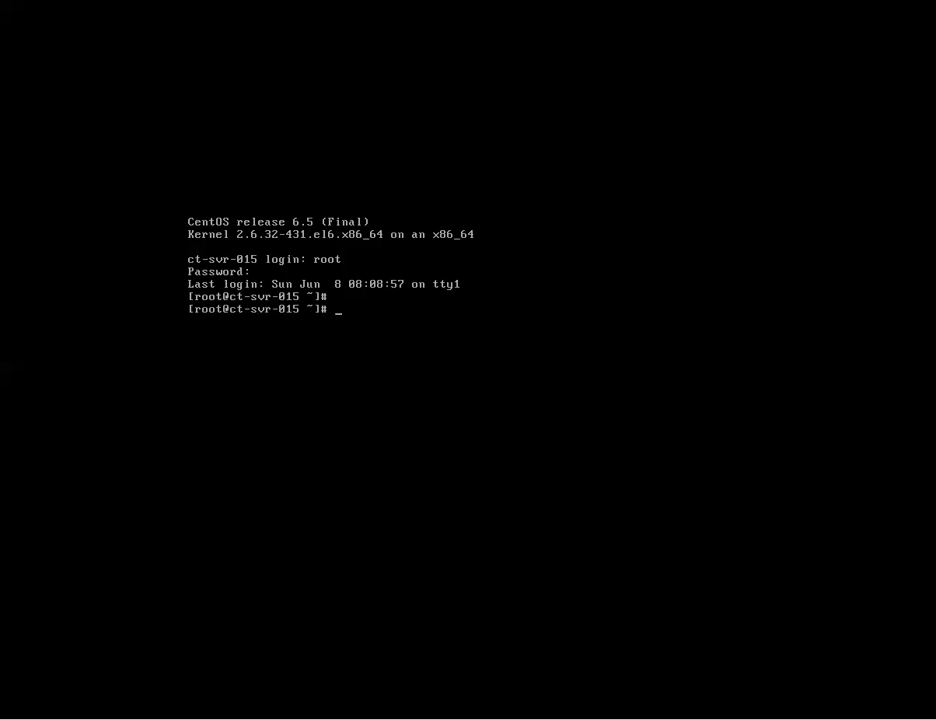 CentOS release 6.5 (Final)
Kernel 2.6.32-431.el6.x86_64 on an x86_64
ct-svr-015 login: root
Password:
Last login: Sun Jun  8 08:08:57 on tty1
[root@ct-svr-015 ~]#
[root@ct-svr-015 ~]# _